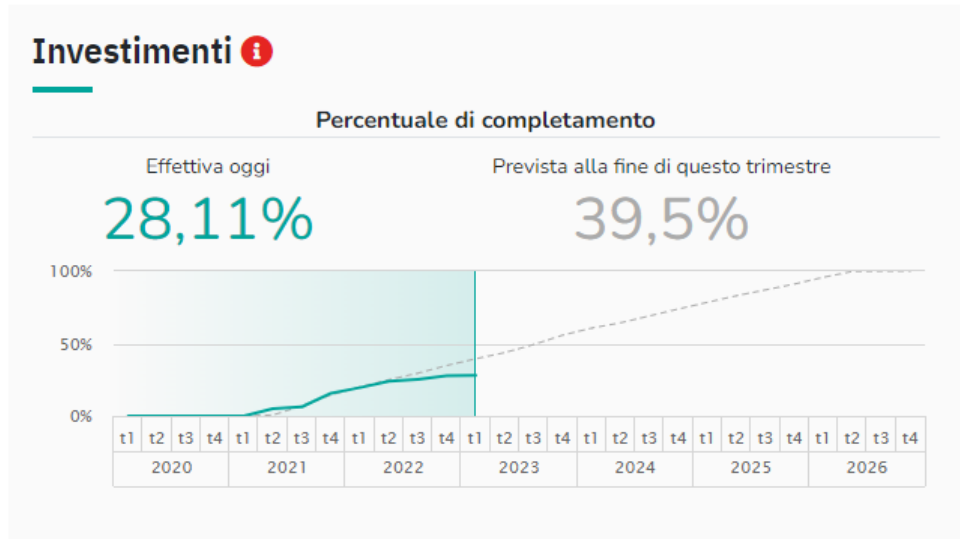 Investimenti
Percentuale di completamento
Effettiva oggi
Prevista alla fine di questo trimestre
28,11%
39,5%
100%
50%
0%
t1 t2 t3 t4 t1 t2 t3 t4 t1 t2 t3 t4 t1 t2 t3 t4 t1 t2 t3 t4 t1 t2 t3 t4 t1 t2 t3 t4
2020 2021 2022 2023 2024 2025 2026